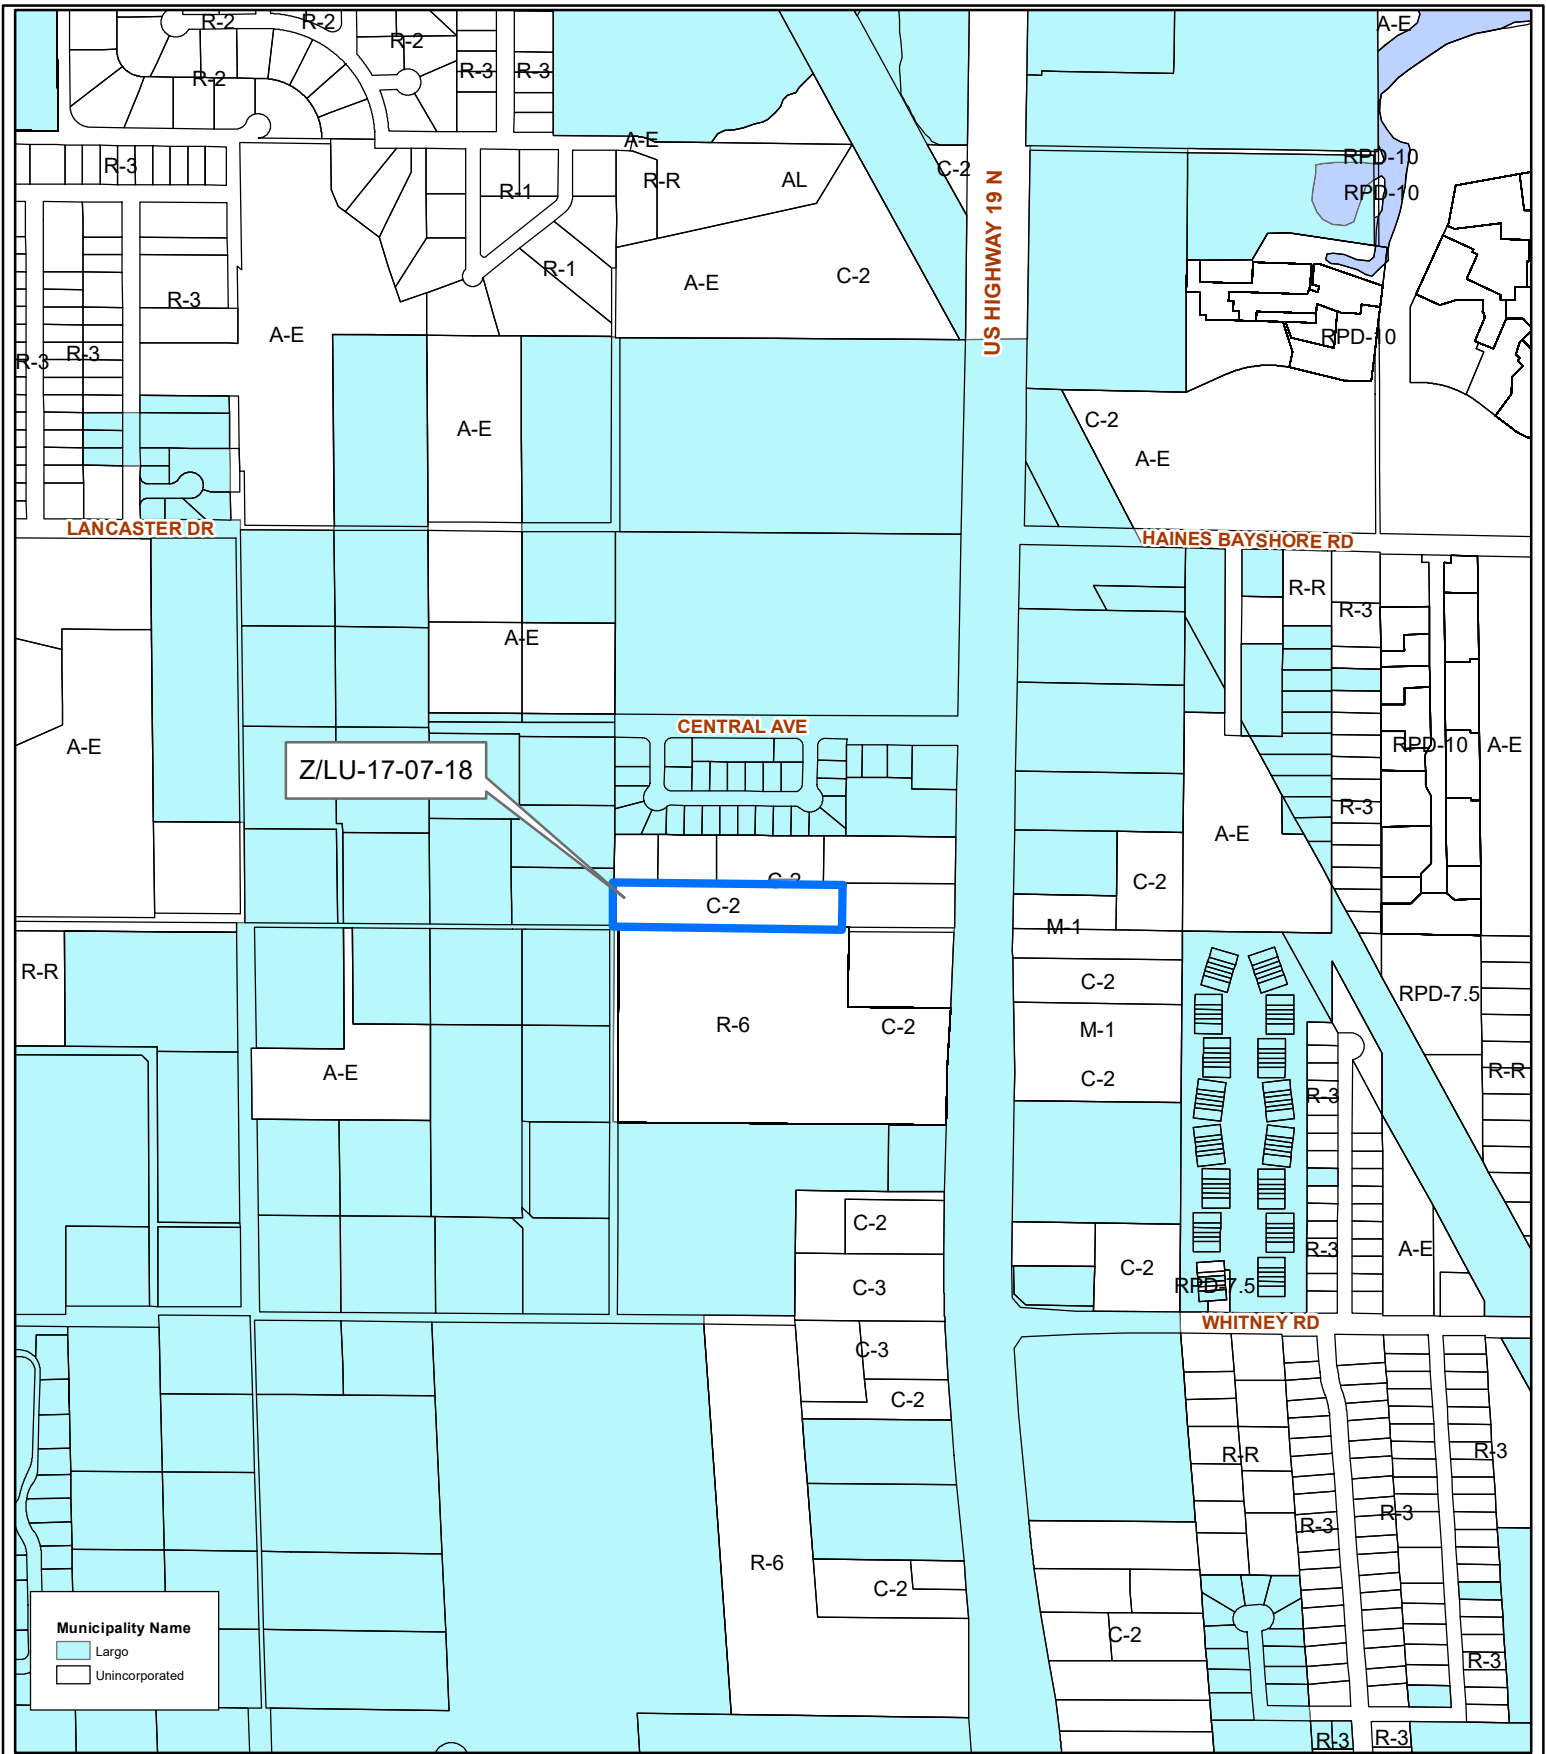 R-2
R-2
A-E
R-2
R-3
R-3
R-2
A-E
RPD-10
R-3
C-2
R-R
AL
R-1
RPD-10
US HIGHWAY 19 N
R-1
C-2
A-E
R-3
A-E
RPD-10
R-3
R-3
C-2
A-E
A-E
LANCASTER DR
HAINES BAYSHORE RD
R-R
R-3
A-E
CENTRAL AVE
A-E
RPD-10
A-E
Z/LU-17-07-18
R-3
A-E
C-2
C-2
C-2
M-1
R-R
C-2
RPD-7.5
R-6
C-2
M-1
A-E
C-2
R-R
R-3
C-2
R-3
A-E
C-2
RPD-7.5
C-3
WHITNEY RD
C-3
C-2
R-R
R-3
R-3
R-3
R-6
C-2
Municipality Name
Largo
Unincorporated
C-2
R-3
R-3
R-3